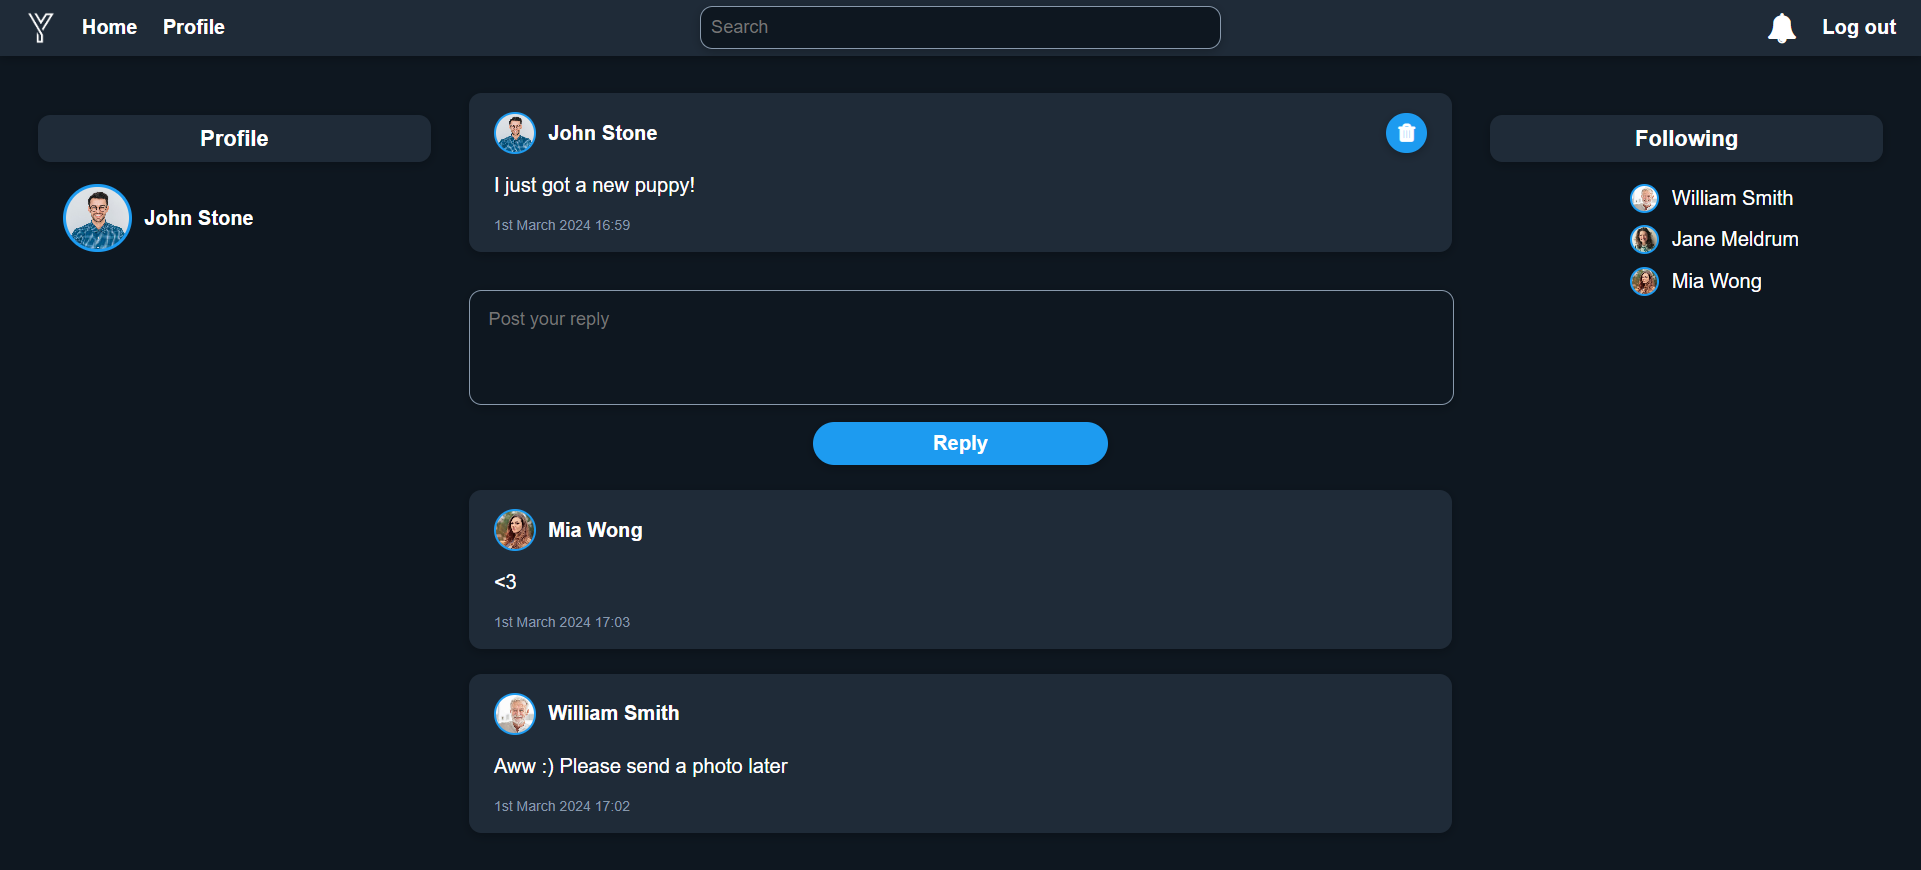 Y Home Profile Search Log out
Profile
John Stone
John Stone
I just got a new puppy!
1st March 2024 16:59
Post your reply
Reply
Mia Wong
<3
1st March 2024 17:03
William Smith
Aww :) Please send a photo later
1st March 2024 17:02
Following
William Smith
Jane Meldrum
Mia Wong